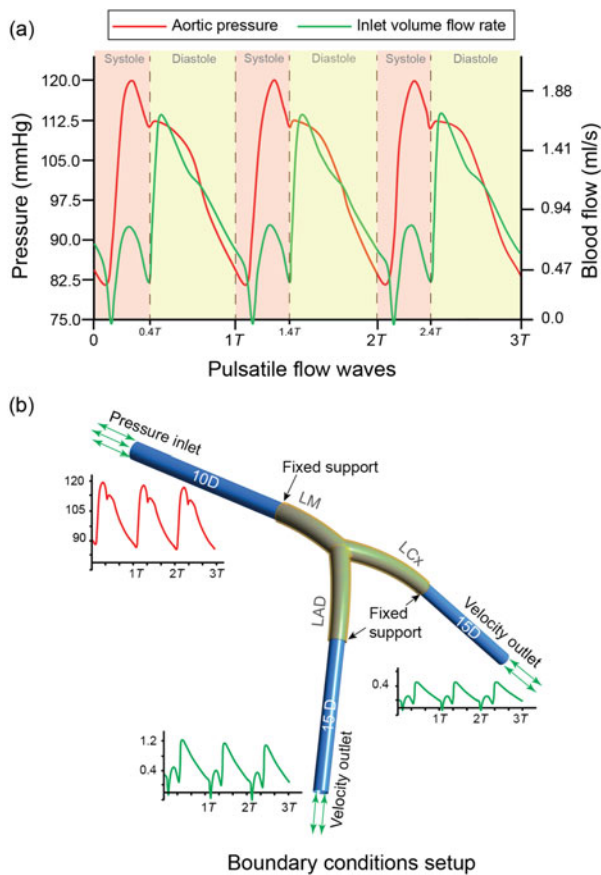 (a)
Aortic pressure Inlet volume flow rate
Systole Diastole Systole Diastole Systole Diastole
Pressure (mmHg)
120.0
112.5
105.0
97.5
90.0
82.5
75.0
Blood flow (ml/s)
1.88
1.64
1.41
0.94
0.47
0.0
0 0.4T 1T 1.4T 2T 2.4T 3T
Pulsatile flow waves
(b)
Pressure inlet
10D
Fixed support
LM
LCx
LAD
Fixed
support
15D
Velocity outlet
15 D
Velocity outlet
120
105
90
1T 2T 3T
0.4
1T 2T 3T
1.2
0.4
1T 2T 3T
Boundary conditions setup